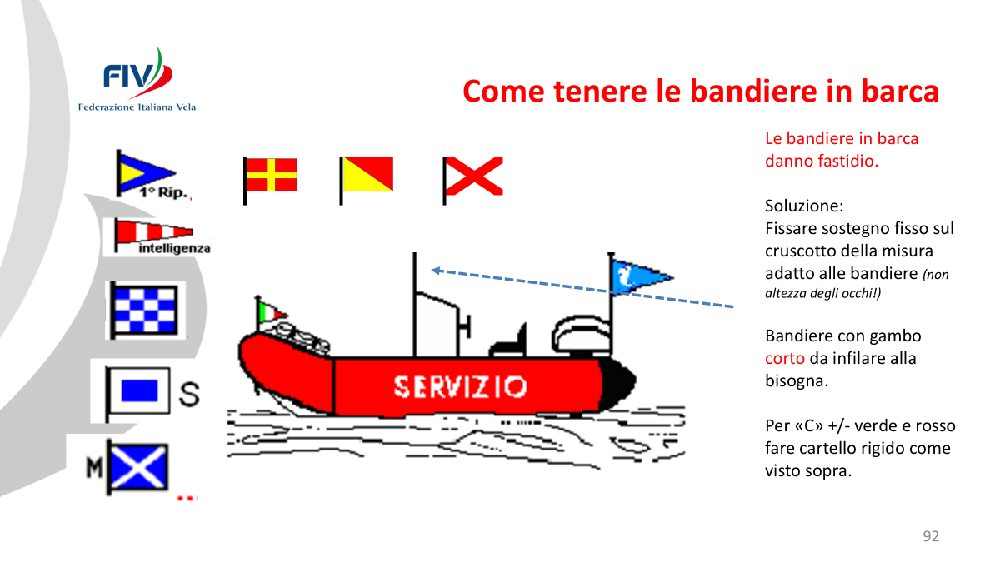 FIV
Federazione Italiana Vela
Come tenere le bandiere in barca
1° Rip.
intelligenza
S
M
SERVIZIO
Le bandiere in barca
danno fastidio.
Soluzione:
Fissare sostegno fisso sul
cruscotto della misura
adatto alle bandiere (non
altezza degli occhi!)
Bandiere con gambo
corto da infilare alla
bisogna.
Per «C» +/- verde e rosso
fare cartello rigido come
visto sopra.
92